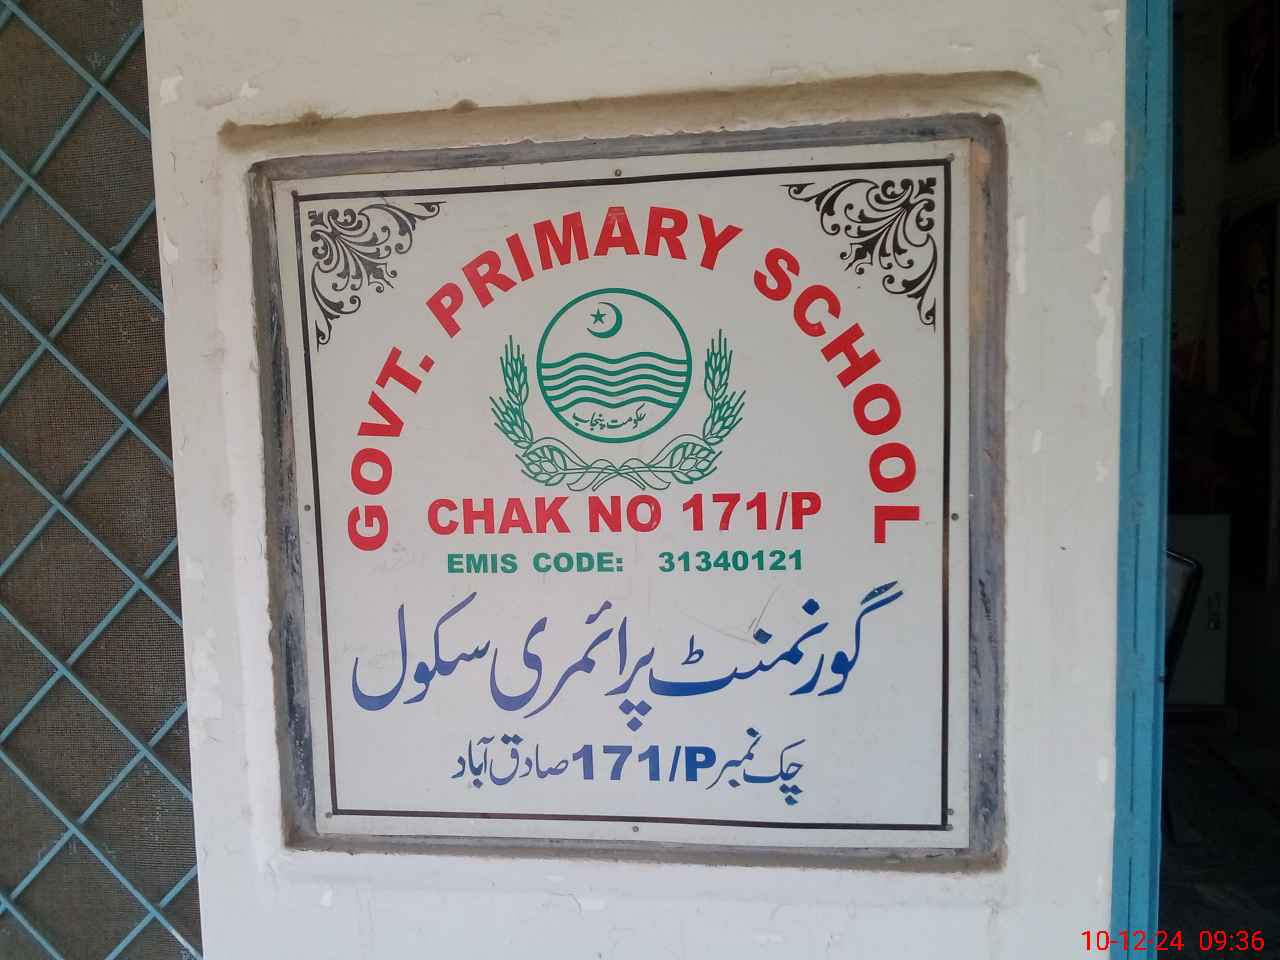 GOVT. PRIMARY SCHOOL
حکومت پنجاب
CHAK NO 171/P
EMIS CODE: 31340121
گورنمنٹ پرائمری سکول
چک نمبر 171/P صادق آباد
10-12-24 09:36